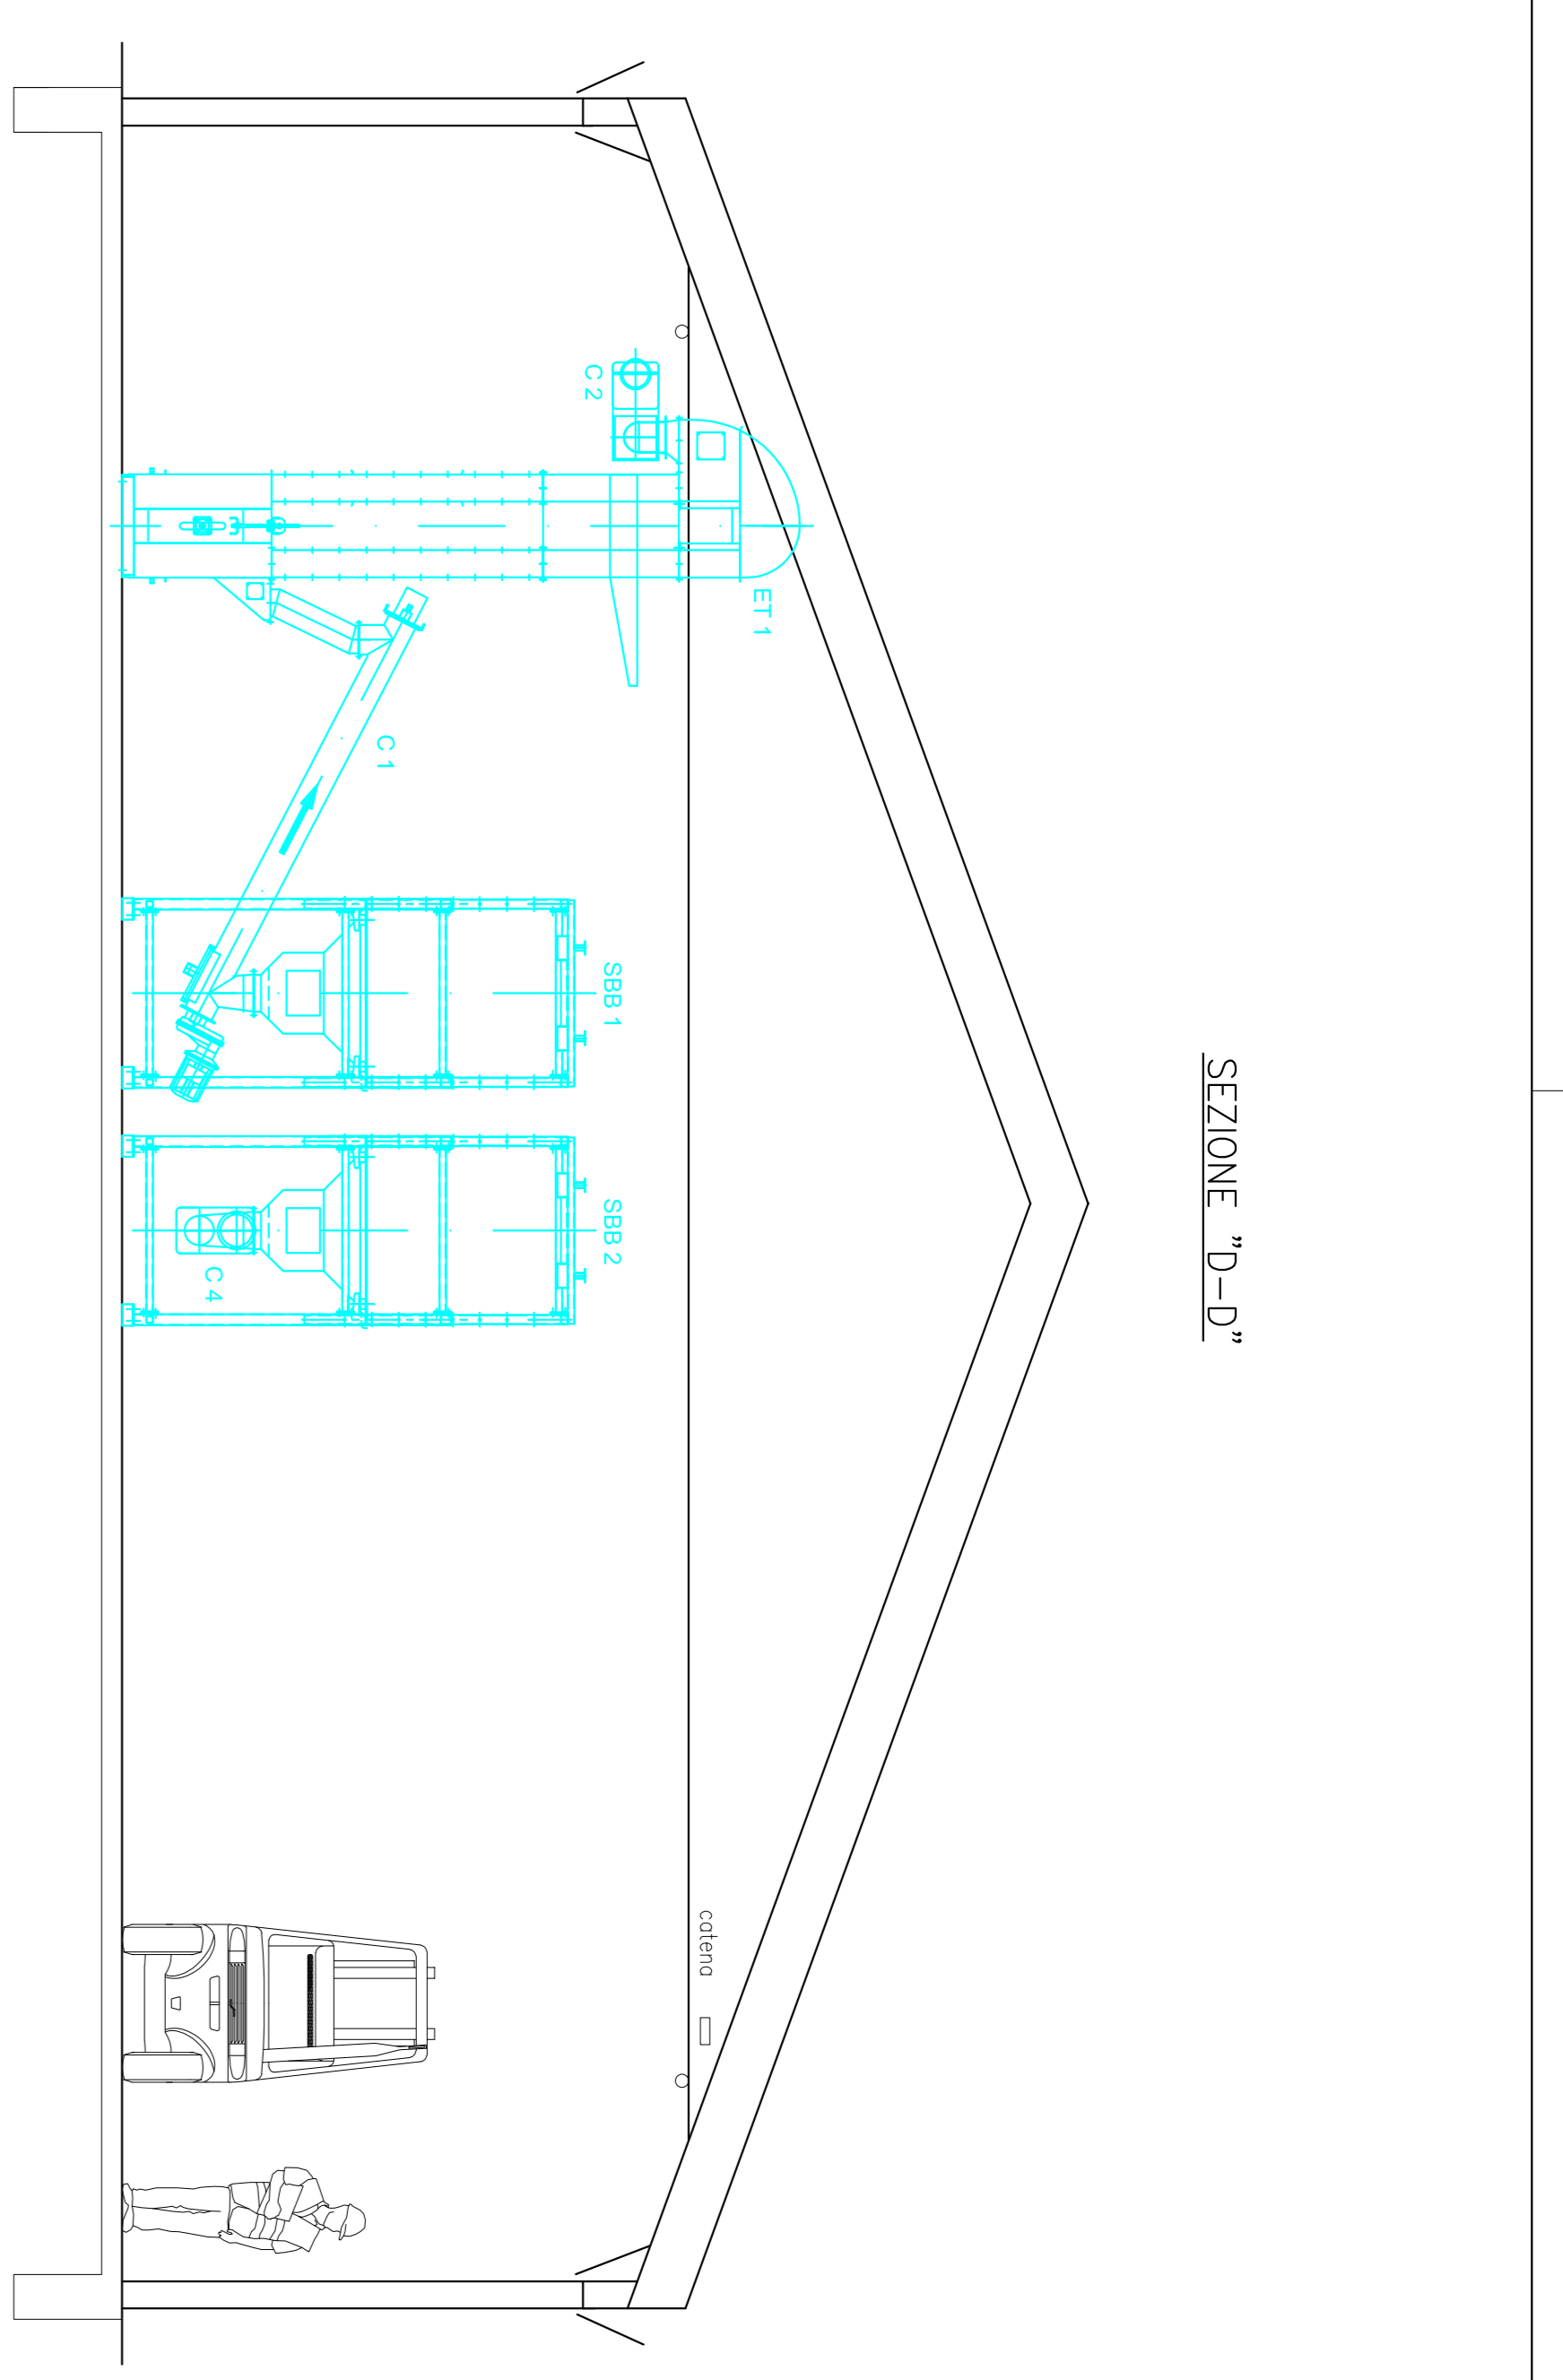 SEZIONE "D-D"
ET 1
catena
C 2
SBB 1
SBB 2
C 1
C 4